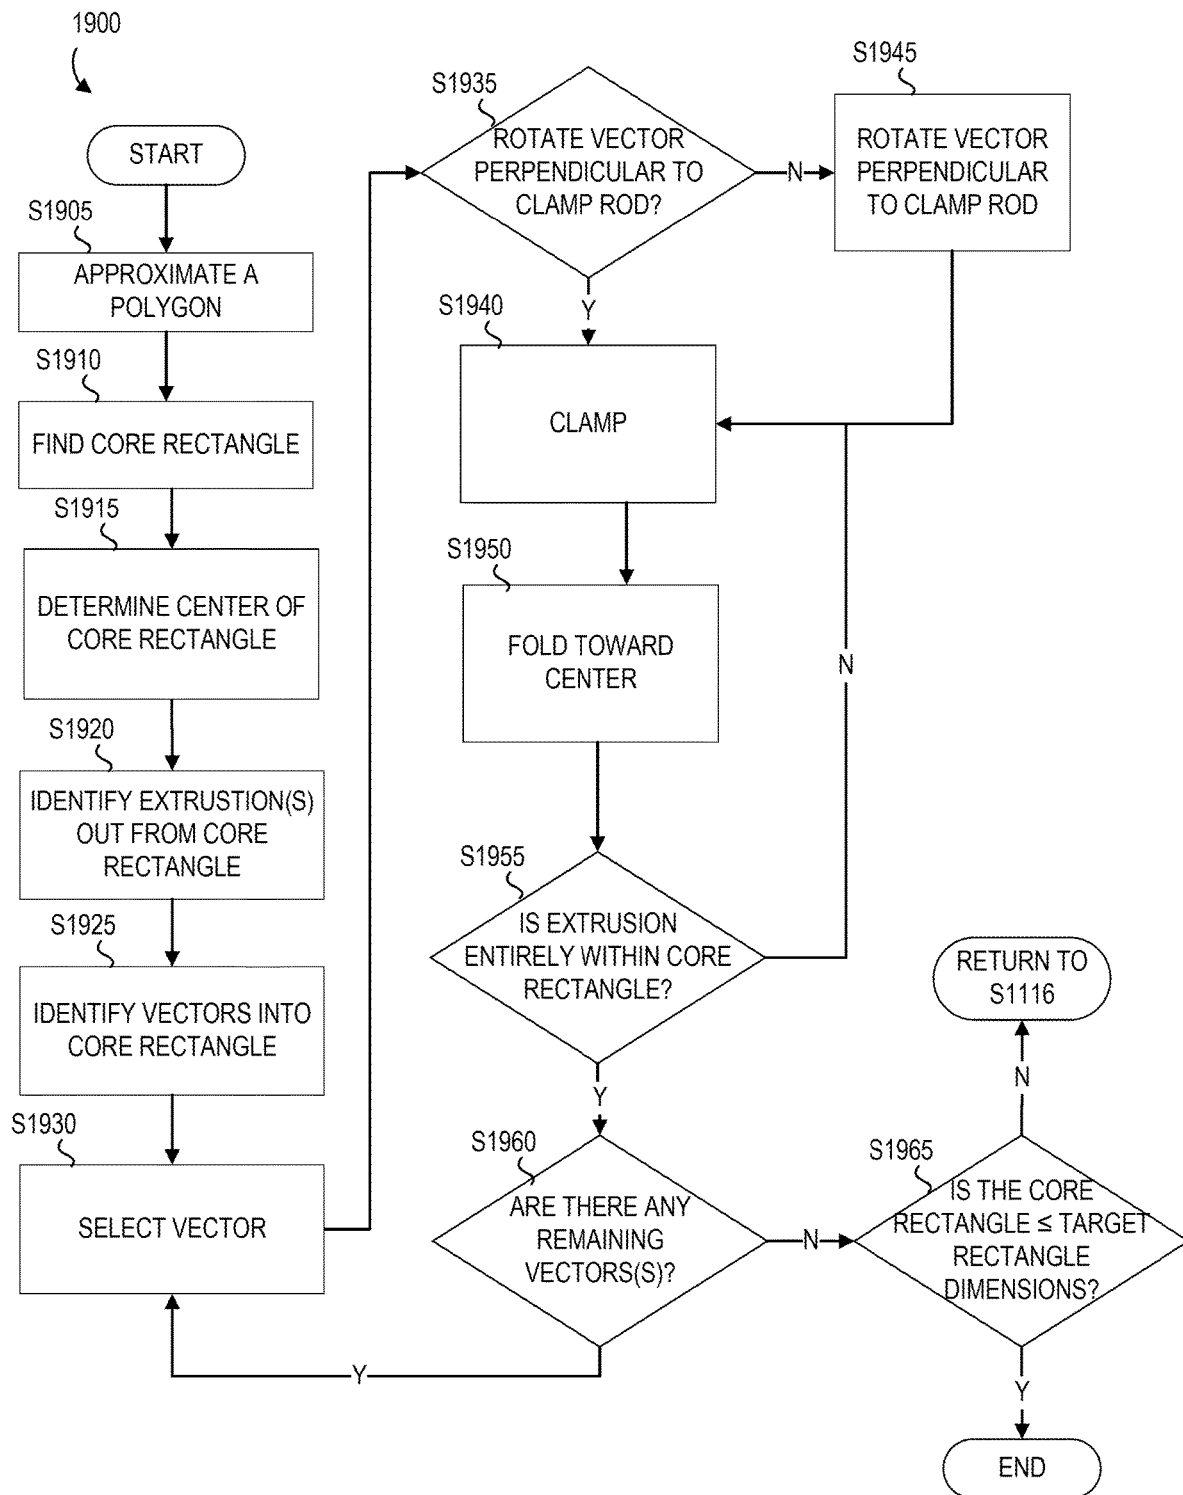 1900
START
S1905
APPROXIMATE A
POLYGON
S1910
FIND CORE RECTANGLE
S1915
DETERMINE CENTER OF
CORE RECTANGLE
S1920
IDENTIFY EXTRUSTION(S)
OUT FROM CORE
RECTANGLE
S1925
IDENTIFY VECTORS INTO
CORE RECTANGLE
S1930
SELECT VECTOR
S1935
ROTATE VECTOR
PERPENDICULAR TO
CLAMP ROD?
N
Y
S1945
ROTATE VECTOR
PERPENDICULAR
TO CLAMP ROD
S1940
CLAMP
S1950
FOLD TOWARD
CENTER
N
S1955
IS EXTRUSION
ENTIRELY WITHIN CORE
RECTANGLE?
Y
S1960
ARE THERE ANY
REMAINING
VECTORS(S)?
N
Y
S1965
IS THE CORE
RECTANGLE ≤ TARGET
RECTANGLE
DIMENSIONS?
N
RETURN TO
S1116
Y
END